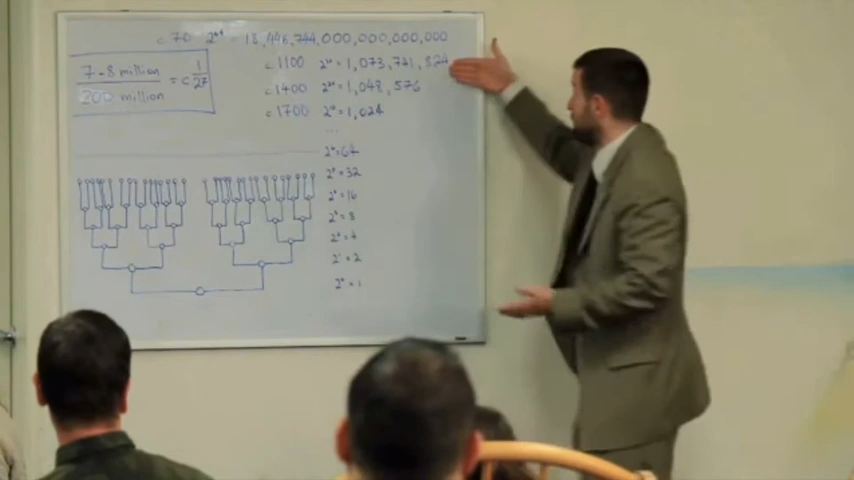 c 70 2⁶⁴ = 18,446,744,000,000,000,000
7-8 million / 200 million = c 1/27
c 1100 2³⁰ = 1,073,741,824
c 1400 2²⁰ = 1,048,576
c 1700 2¹⁰ = 1,024
...
2⁶ = 64
2⁵ = 32
2⁴ = 16
2³ = 8
2² = 4
2¹ = 2
2⁰ = 1